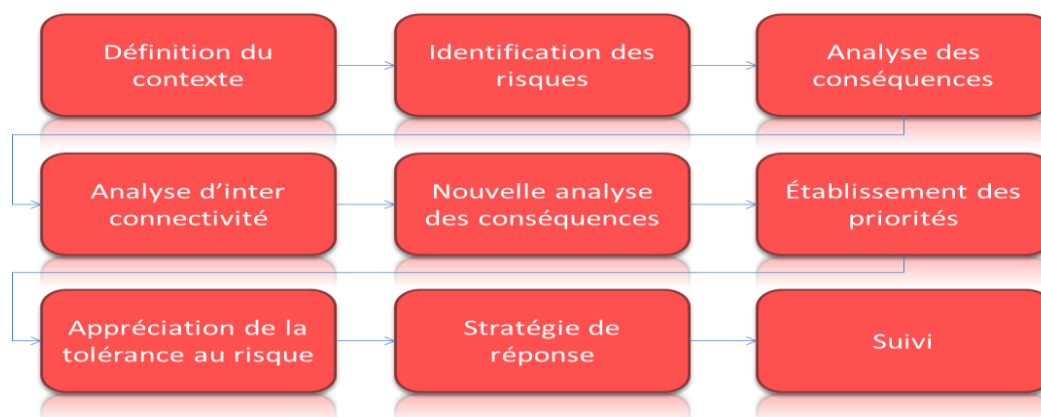 Définition du
contexte
Identification des
risques
Analyse des
conséquences
Analyse d’inter
connectivité
Nouvelle analyse
des conséquences
Établissement des
priorités
Appréciation de la
tolérance au risque
Stratégie de
réponse
Suivi